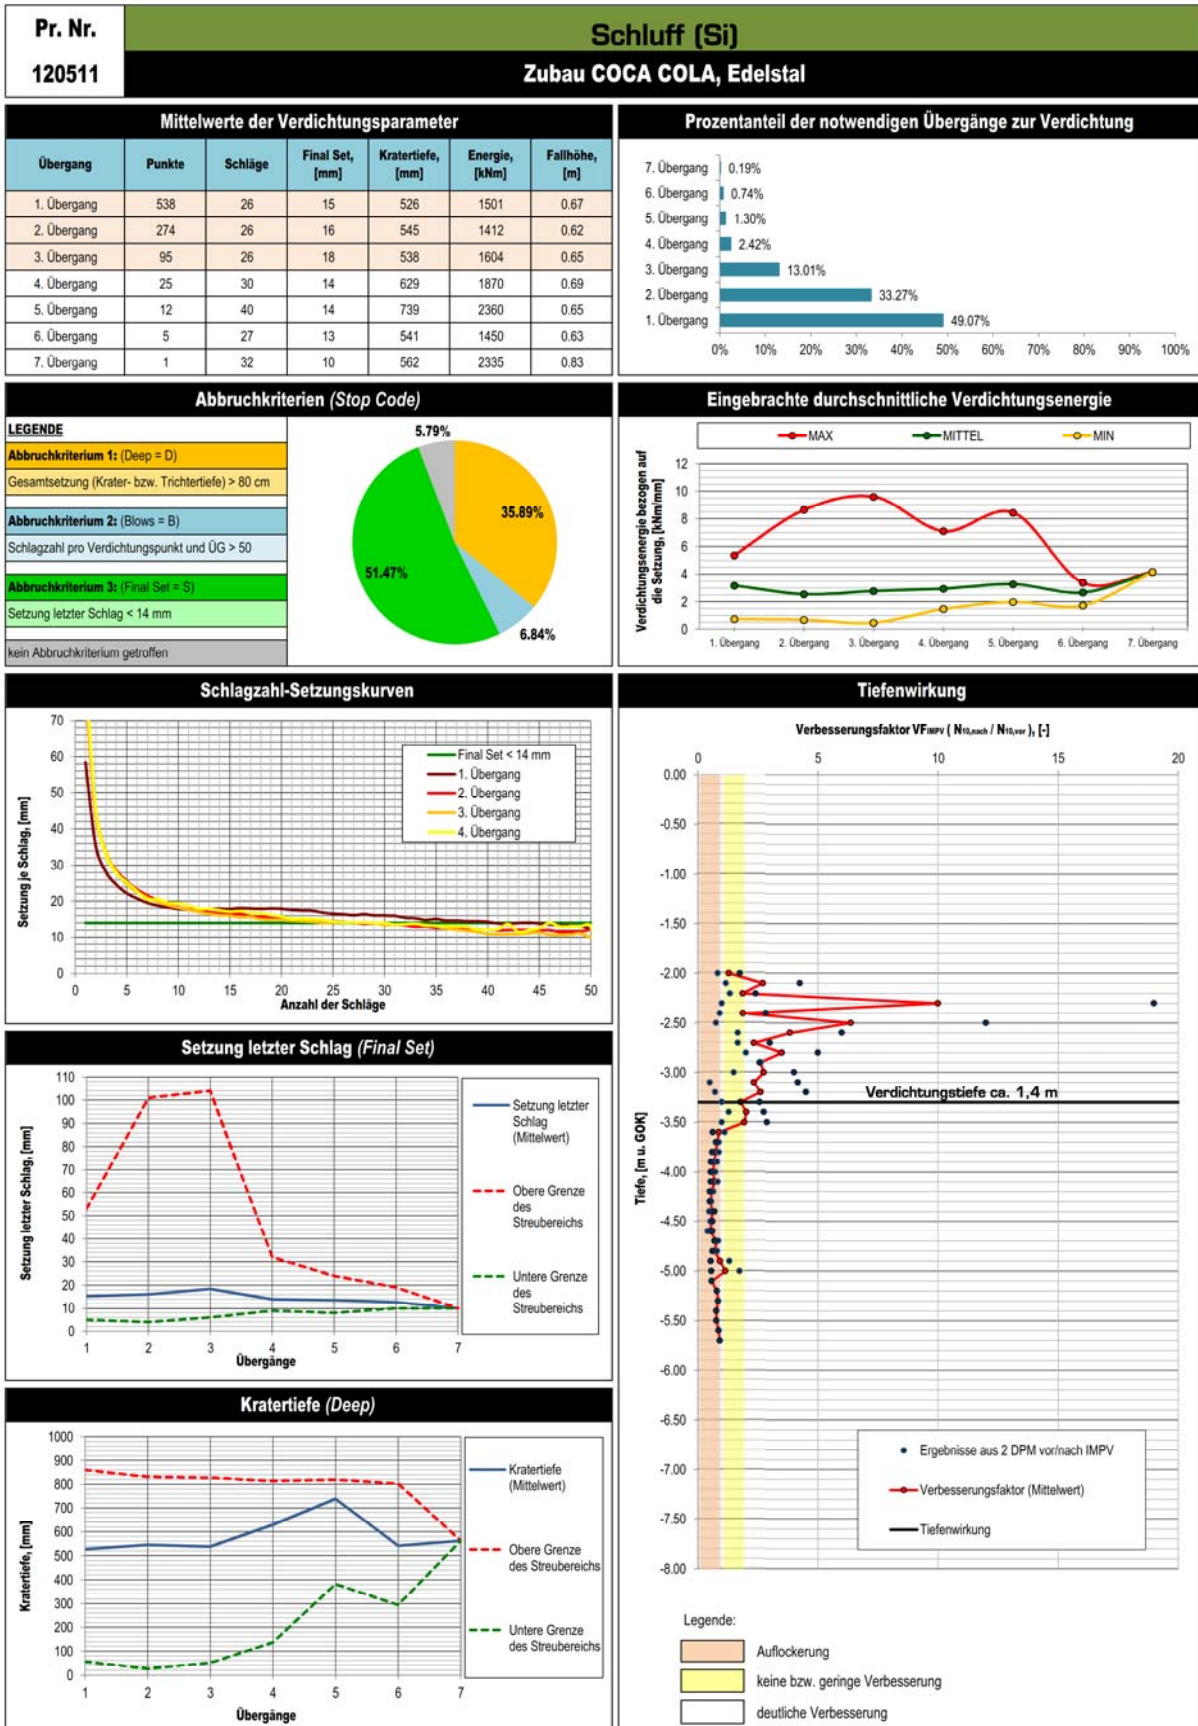 Pr. Nr.
120511
Schluff (Si)
Zubau COCA COLA, Edelstal
Mittelwerte der Verdichtungsparameter
Übergang Punkte Schläge Final Set, [mm] Kratertiefe, [mm] Energie, [kNm] Fallhöhe, [m]
1. Übergang 538 26 15 526 1501 0.67
2. Übergang 274 26 16 545 1412 0.62
3. Übergang 95 26 18 538 1604 0.65
4. Übergang 25 30 14 629 1870 0.69
5. Übergang 12 40 14 739 2360 0.65
6. Übergang 5 27 13 541 1450 0.63
7. Übergang 1 32 10 562 2335 0.83
Prozentanteil der notwendigen Übergänge zur Verdichtung
7. Übergang 0.19%
6. Übergang 0.74%
5. Übergang 1.30%
4. Übergang 2.42%
3. Übergang 13.01%
2. Übergang 33.27%
1. Übergang 49.07%
0% 10% 20% 30% 40% 50% 60% 70% 80% 90% 100%
Abbruchkriterien (Stop Code)
LEGENDE
Abbruchkriterium 1: (Deep = D)
Gesamtsetzung (Krater- bzw. Trichtertiefe) > 80 cm
Abbruchkriterium 2: (Blows = B)
Schlagzahl pro Verdichtungspunkt und ÜG > 50
Abbruchkriterium 3: (Final Set = S)
Setzung letzter Schlag < 14 mm
kein Abbruchkriterium getroffen
5.79%
35.89%
51.47%
6.84%
Eingebrachte durchschnittliche Verdichtungsenergie
MAX MITTEL MIN
Verdichtungsenergie bezogen auf
die Setzung, [kNm/mm]
12
10
8
6
4
2
0
1. Übergang 2. Übergang 3. Übergang 4. Übergang 5. Übergang 6. Übergang 7. Übergang
Schlagzahl-Setzungskurven
Setzung je Schlag, [mm]
70
60
50
40
30
20
10
0
0 5 10 15 20 25 30 35 40 45 50
Anzahl der Schläge
Final Set < 14 mm
1. Übergang
2. Übergang
3. Übergang
4. Übergang
Setzung letzter Schlag (Final Set)
Setzung letzter Schlag, [mm]
110
100
90
80
70
60
50
40
30
20
10
0
1 2 3 4 5 6 7
Übergänge
Setzung letzter
Schlag
(Mittelwert)
Obere Grenze
des
Streubereichs
Untere Grenze
des
Streubereichs
Kratertiefe (Deep)
Kratertiefe, [mm]
1000
900
800
700
600
500
400
300
200
100
0
1 2 3 4 5 6 7
Übergänge
Kratertiefe
(Mittelwert)
Obere Grenze
des Streubereichs
Untere Grenze
des Streubereichs
Tiefenwirkung
Verbesserungsfaktor VFIMPV ( N10,nach / N10,vor ), [-]
0 5 10 15 20
Tiefe, [m u. GOK]
0.00
-0.50
-1.00
-1.50
-2.00
-2.50
-3.00
Verdichtungstiefe ca. 1,4 m
-3.50
-4.00
-4.50
-5.00
-5.50
-6.00
-6.50
-7.00
-7.50
-8.00
Ergebnisse aus 2 DPM vor/nach IMPV
Verbesserungsfaktor (Mittelwert)
Tiefenwirkung
Legende:
Auflockerung
keine bzw. geringe Verbesserung
deutliche Verbesserung